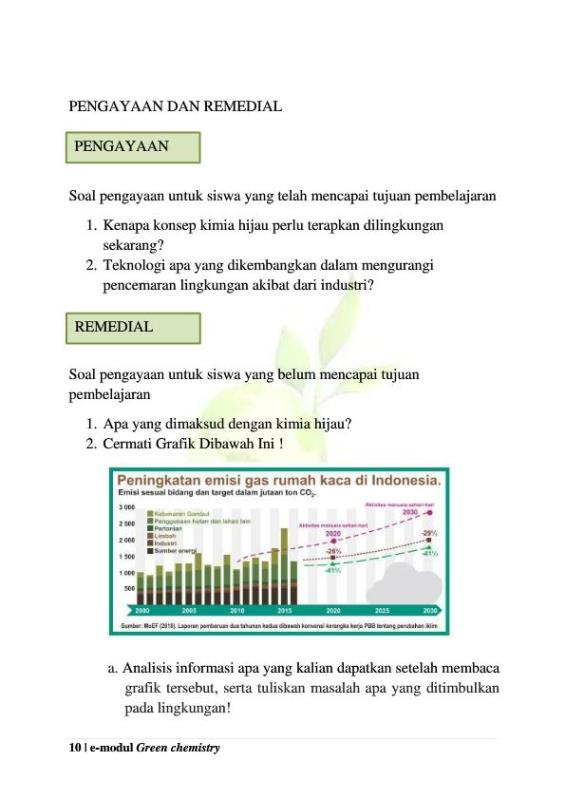 PENGAYAAN DAN REMEDIAL
PENGAYAAN
Soal pengayaan untuk siswa yang telah mencapai tujuan pembelajaran
1. Kenapa konsep kimia hijau perlu terapkan dilingkungan
sekarang?
2. Teknologi apa yang dikembangkan dalam mengurangi
pencemaran lingkungan akibat dari industri?
REMEDIAL
Soal pengayaan untuk siswa yang belum mencapai tujuan
pembelajaran
1. Apa yang dimaksud dengan kimia hijau?
2. Cermati Grafik Dibawah Ini !
Peningkatan emisi gas rumah kaca di Indonesia.
Emisi sesuai bidang dan target dalam jutaan ton CO₂.
3 000
2 500
2 000
1 500
1 000
500
Kebakaran Gambut
Penggunaan hutan dan lahan lain
Pertanian
Limbah
Industri
Sumber energi
Aktivitas manusia sehari-hari
2020
-26%
-41%
Aktivitas manusia sehari-hari
2030
-29%
-41%
2000 2005 2010 2015 2020 2025 2030
Sumber: MoEF (2018). Laporan pembaruan dua tahunan kedua dibawah konvensi kerangka kerja PBB tentang perubahan iklim
a. Analisis informasi apa yang kalian dapatkan setelah membaca
grafik tersebut, serta tuliskan masalah apa yang ditimbulkan
pada lingkungan!
10 | e-modul Green chemistry